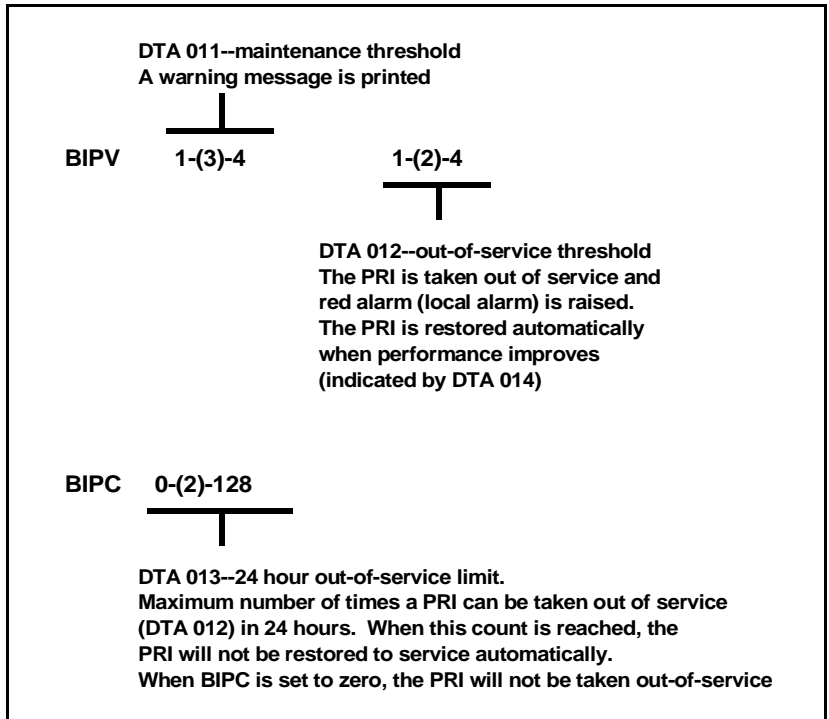 DTA 011--maintenance threshold
A warning message is printed
BIPV 1-(3)-4 1-(2)-4
DTA 012--out-of-service threshold
The PRI is taken out of service and
red alarm (local alarm) is raised.
The PRI is restored automatically
when performance improves
(indicated by DTA 014)
BIPC 0-(2)-128
DTA 013--24 hour out-of-service limit.
Maximum number of times a PRI can be taken out of service
(DTA 012) in 24 hours.  When this count is reached, the
PRI will not be restored to service automatically.
When BIPC is set to zero, the PRI will not be taken out-of-service